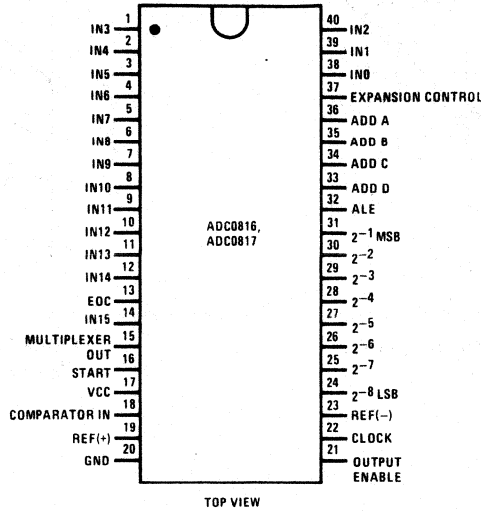 1 40
IN3 IN2
2 39
IN4 IN1
3 38
IN5 IN0
4 37
IN6 EXPANSION CONTROL
5 36
IN7 ADD A
6 35
IN8 ADD B
7 34
IN9 ADD C
8 33
IN10 ADD D
9 32
IN11 ALE
10 31
IN12 2−1 MSB
11 30
IN13 2−2
12 29
IN14 2−3
13 28
EOC 2−4
14 27
IN15 2−5
15 26
MULTIPLEXER 2−6
OUT
16 25
START 2−7
17 24
VCC 2−8 LSB
18 23
COMPARATOR IN REF(−)
19 22
REF(+) CLOCK
20 21
GND OUTPUT
ENABLE
ADC0816,
ADC0817
TOP VIEW